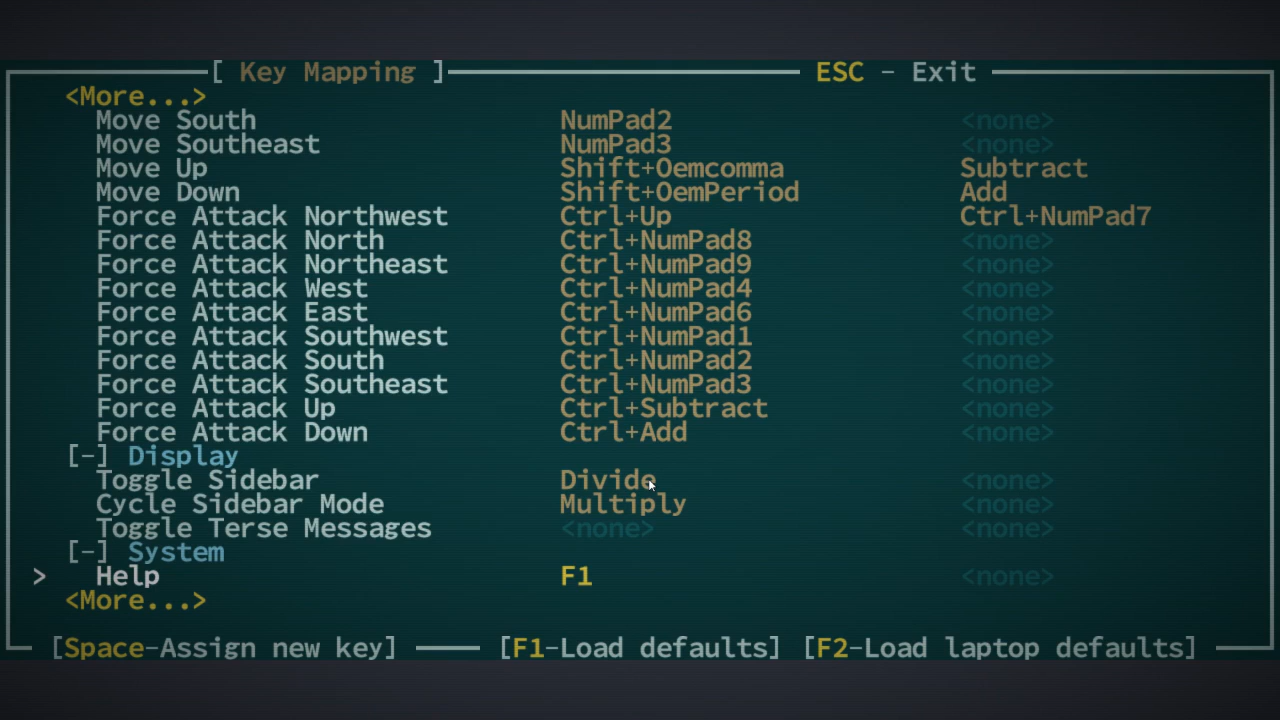 [ Key Mapping ] ESC - Exit
<More...>
Move South NumPad2 <none>
Move Southeast NumPad3 <none>
Move Up Shift+Oemcomma Subtract
Move Down Shift+OemPeriod Add
Force Attack Northwest Ctrl+Up Ctrl+NumPad7
Force Attack North Ctrl+NumPad8 <none>
Force Attack Northeast Ctrl+NumPad9 <none>
Force Attack West Ctrl+NumPad4 <none>
Force Attack East Ctrl+NumPad6 <none>
Force Attack Southwest Ctrl+NumPad1 <none>
Force Attack South Ctrl+NumPad2 <none>
Force Attack Southeast Ctrl+NumPad3 <none>
Force Attack Up Ctrl+Subtract <none>
Force Attack Down Ctrl+Add <none>
[-] Display
Toggle Sidebar Divide <none>
Cycle Sidebar Mode Multiply <none>
Toggle Terse Messages <none> <none>
[-] System
> Help F1 <none>
<More...>
[Space-Assign new key] [F1-Load defaults] [F2-Load laptop defaults]